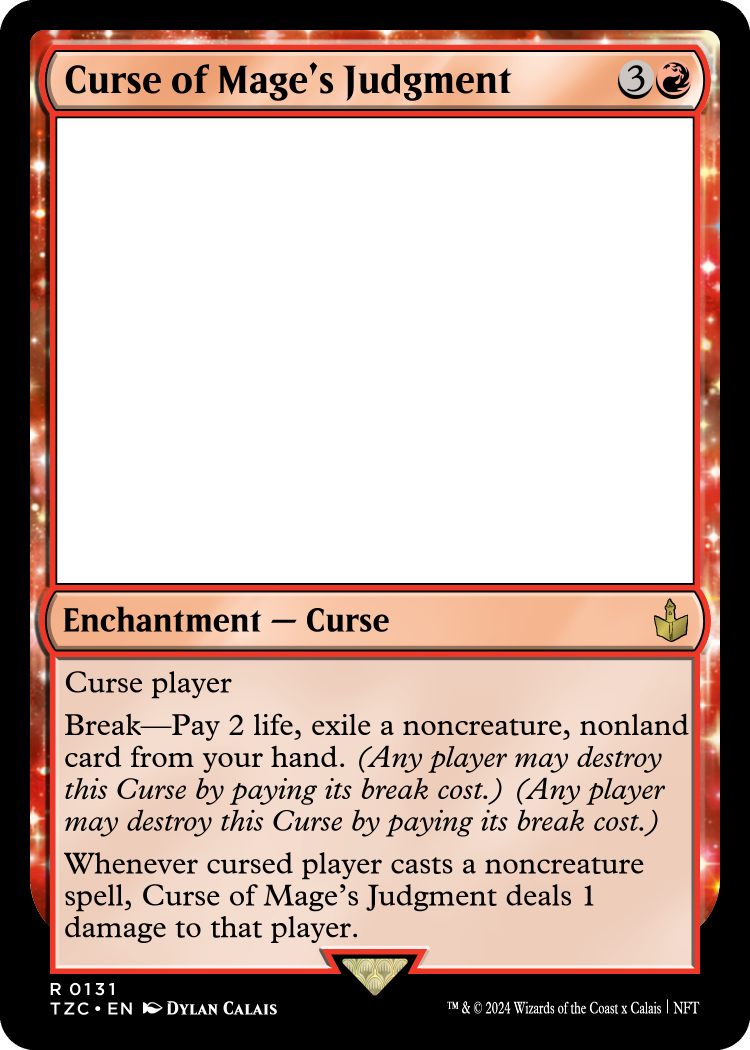 Curse of Mage's Judgment 3
Enchantment — Curse
Curse player
Break—Pay 2 life, exile a noncreature, nonland
card from your hand. (Any player may destroy
this Curse by paying its break cost.) (Any player
may destroy this Curse by paying its break cost.)
Whenever cursed player casts a noncreature
spell, Curse of Mage's Judgment deals 1
damage to that player.
R 0131
TZC • EN DYLAN CALAIS
™ & © 2024 Wizards of the Coast x Calais | NFT